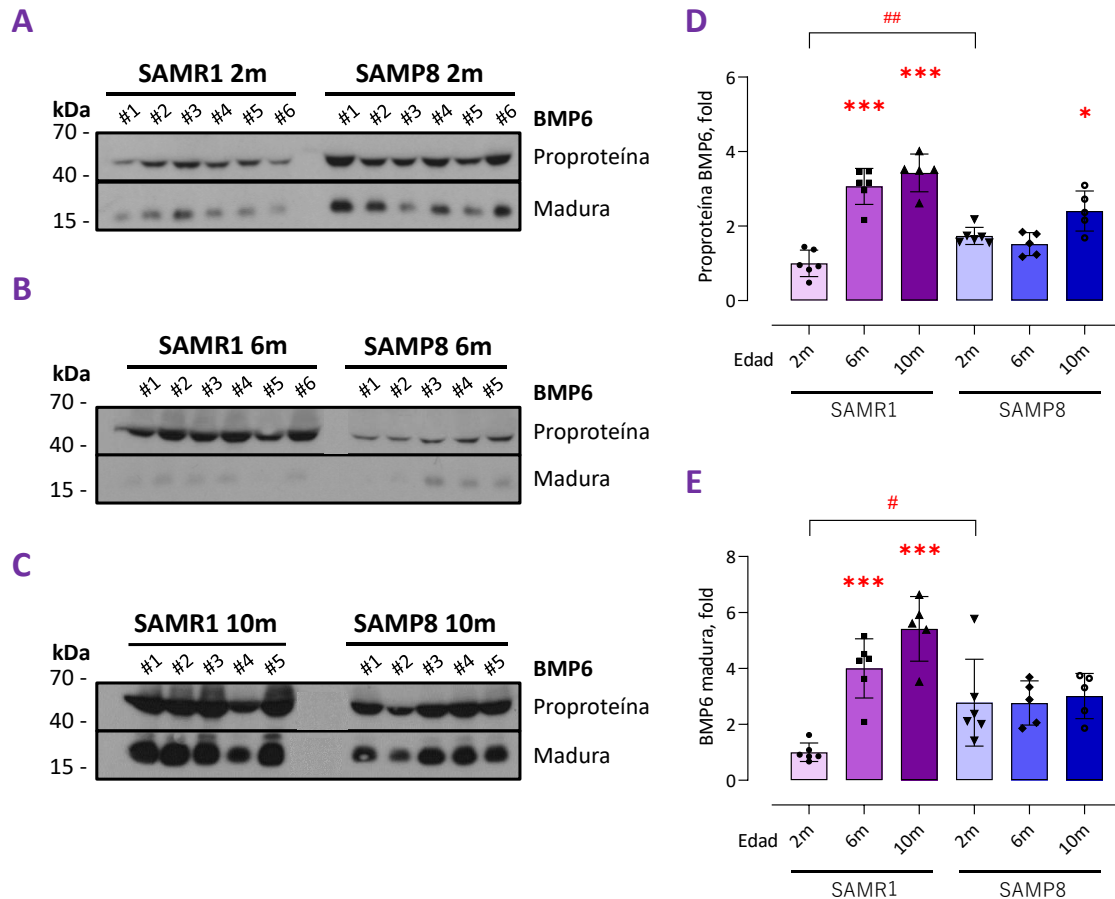 A
SAMR1 2m SAMP8 2m
kDa #1 #2 #3 #4 #5 #6 #1 #2 #3 #4 #5 #6 BMP6
70 -
Proproteína
40 -
Madura
15 -
B
SAMR1 6m SAMP8 6m
kDa #1 #2 #3 #4 #5 #6 #1 #2 #3 #4 #5 BMP6
70 -
Proproteína
40 -
Madura
15 -
C
SAMR1 10m SAMP8 10m
kDa #1 #2 #3 #4 #5 #1 #2 #3 #4 #5 BMP6
70 -
Proproteína
40 -
Madura
15 -
D
##
*** *** *
Proproteína BMP6, fold
6
4
2
0
Edad 2m 6m 10m 2m 6m 10m
SAMR1 SAMP8
E
#
*** ***
BMP6 madura, fold
8
6
4
2
0
Edad 2m 6m 10m 2m 6m 10m
SAMR1 SAMP8